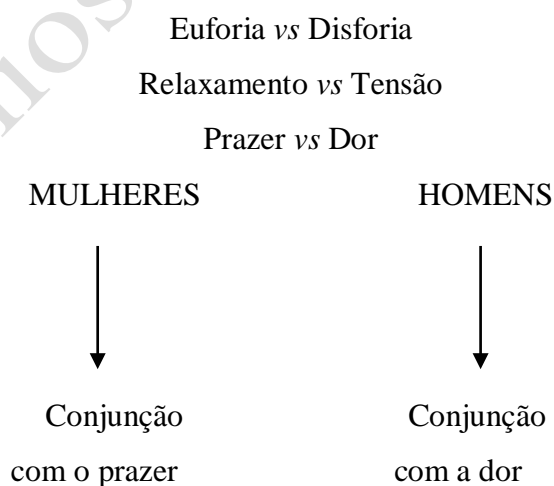 Euforia vs Disforia
Relaxamento vs Tensão
Prazer vs Dor
MULHERES HOMENS
Conjunção Conjunção
com o prazer com a dor